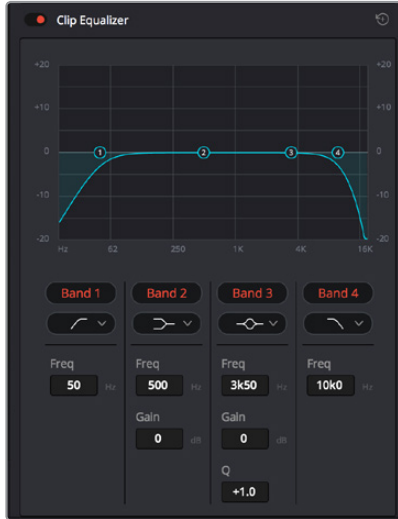 Clip Equalizer
+20 +20
+10 +10
1 2 3 4
0 0
-10 -10
-20 -20
Hz 62 250 1K 4K 16K
Band 1 Band 2 Band 3 Band 4
Freq Freq Freq Freq
50 Hz 500 Hz 3k50 Hz 10k0 Hz
Gain Gain
0 dB 0 dB
Q
+1.0